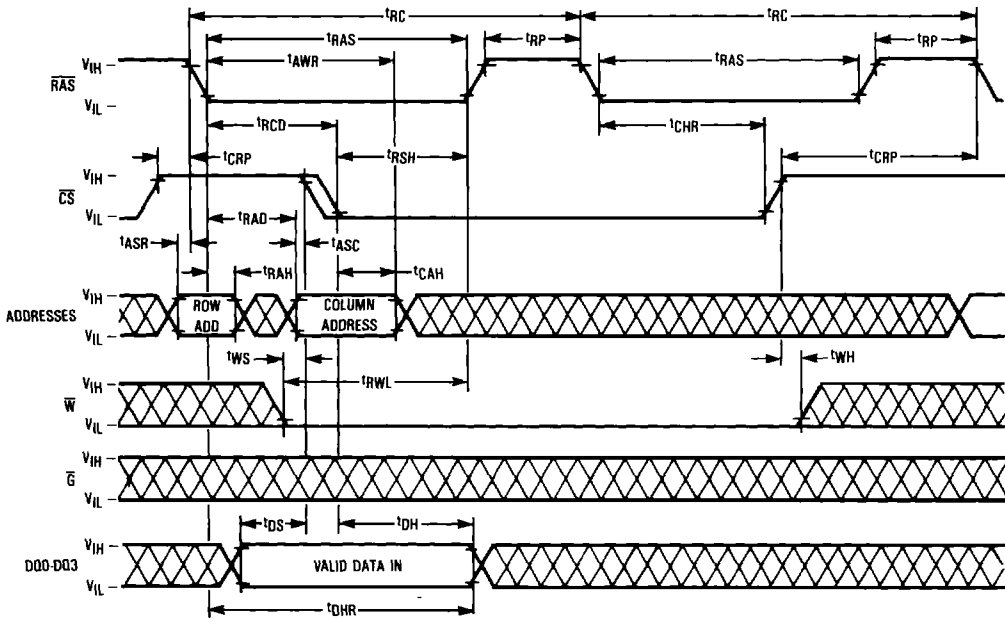 tRC tRC
tRAS tRP tRP
tAWR tRAS
VIH
RAS
VIL
tRCD tCHR
tCRP tRSH tCRP
VIH
CS
VIL
tRAD
tASR tASC
tRAH tCAH
VIH
ADDRESSES ROW ADD COLUMN ADDRESS
VIL
tWS tRWL tWH
VIH
W
VIL
VIH
G
VIL
tDS tDH
VIH
DQ0-DQ3 VALID DATA IN
VIL
tDHR